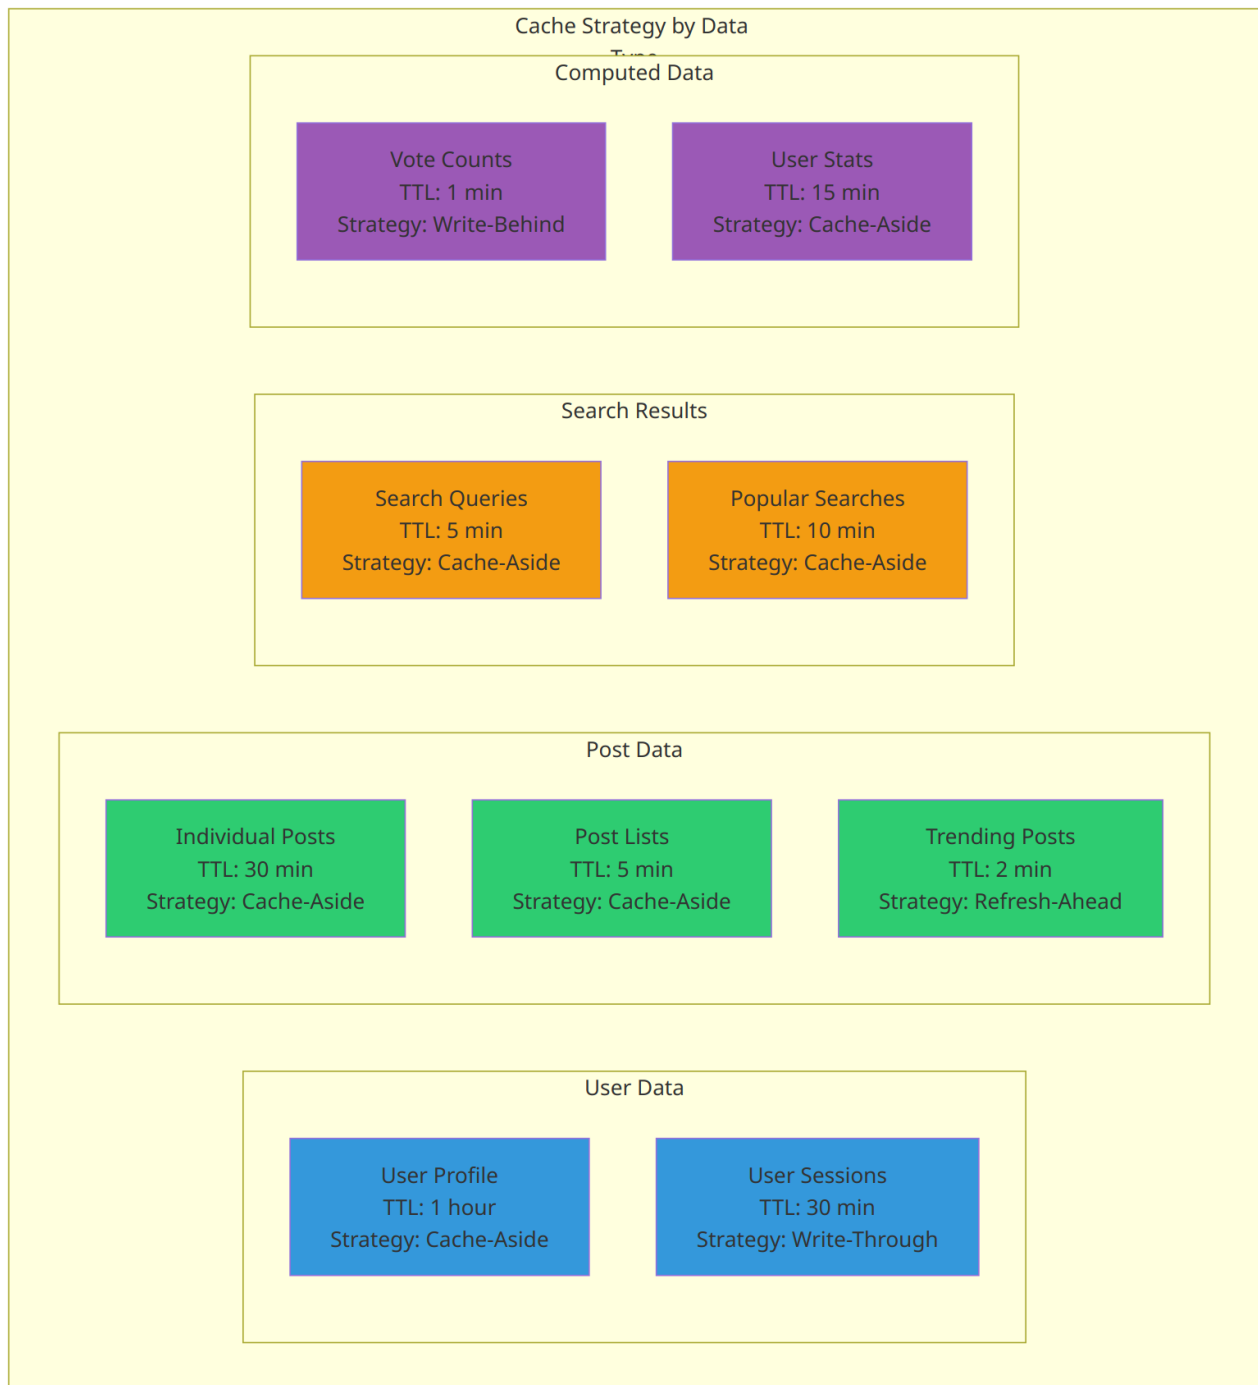 Cache Strategy by Data
Computed Data
Vote Counts
TTL: 1 min
Strategy: Write-Behind
User Stats
TTL: 15 min
Strategy: Cache-Aside
Search Results
Search Queries
TTL: 5 min
Strategy: Cache-Aside
Popular Searches
TTL: 10 min
Strategy: Cache-Aside
Post Data
Individual Posts
TTL: 30 min
Strategy: Cache-Aside
Post Lists
TTL: 5 min
Strategy: Cache-Aside
Trending Posts
TTL: 2 min
Strategy: Refresh-Ahead
User Data
User Profile
TTL: 1 hour
Strategy: Cache-Aside
User Sessions
TTL: 30 min
Strategy: Write-Through